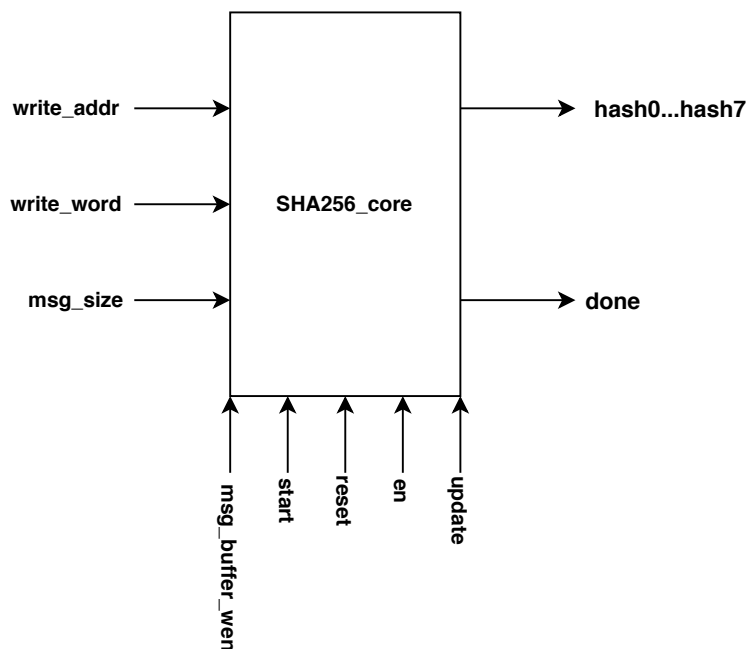 write_addr
hash0...hash7
write_word
SHA256_core
msg_size
done
msg_buffer_wen
start
reset
en
update